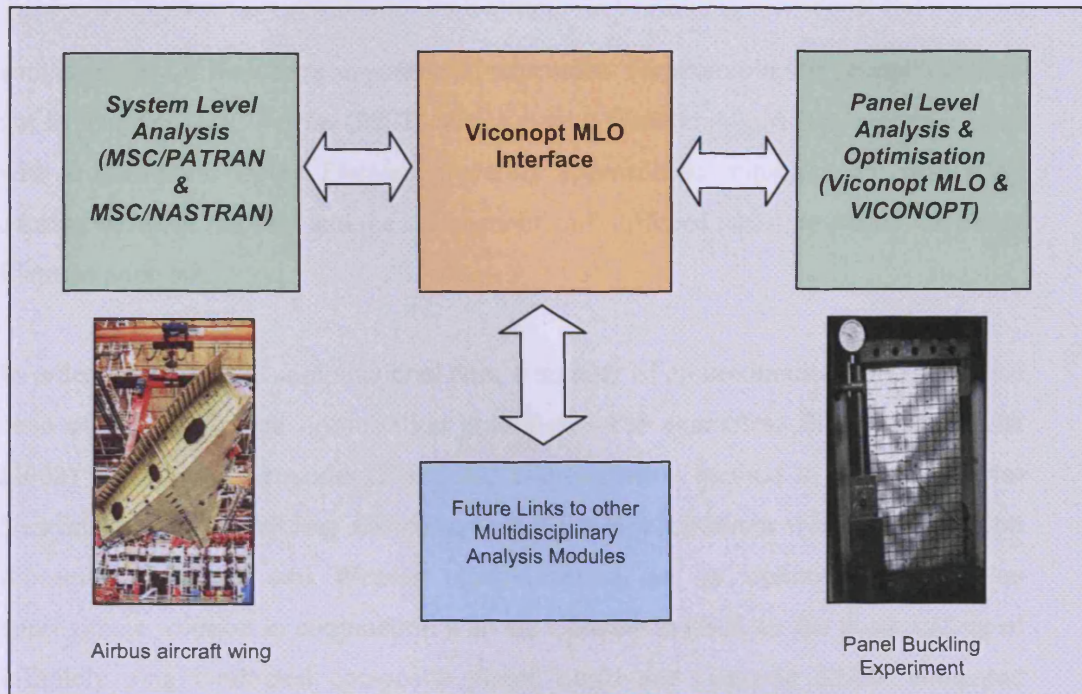 System Level
Analysis
(MSC/PATRAN
&
MSC/NASTRAN)
Viconopt MLO
Interface
Panel Level
Analysis &
Optimisation
(Viconopt MLO &
VICONOPT)
Future Links to other
Multidisciplinary
Analysis Modules
Airbus aircraft wing
Panel Buckling
Experiment